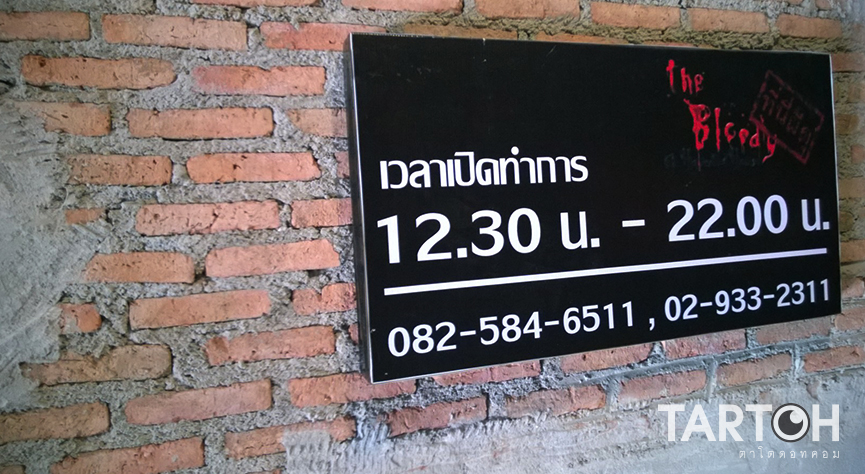 the
Bloody
เวลาเปิดทำการ
12.30 น. - 22.00 น.
082-584-6511 , 02-933-2311
TARTOH
ตาโตดอทคอม